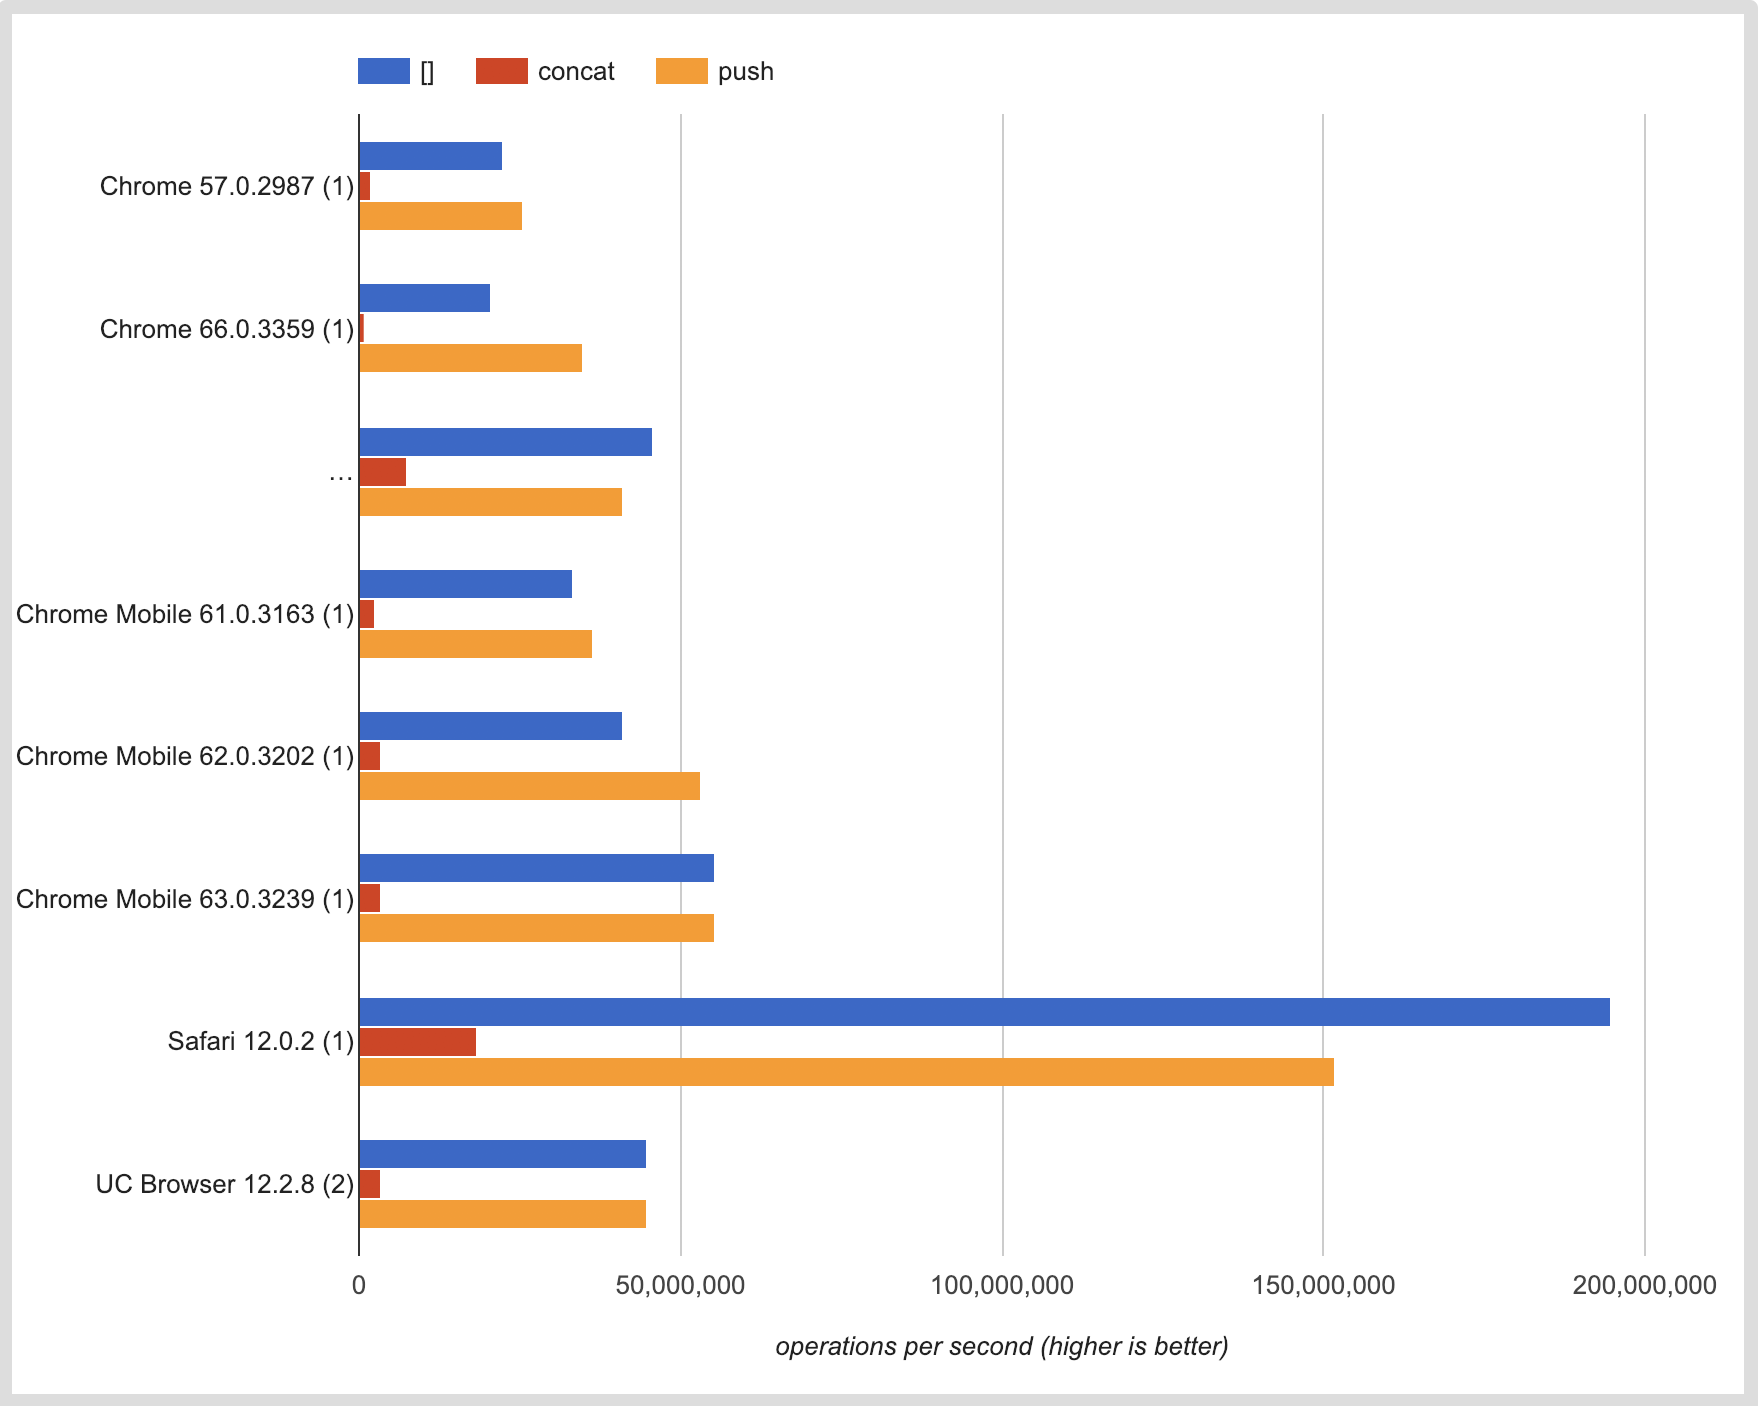 [] concat push
Chrome 57.0.2987 (1)
Chrome 66.0.3359 (1)
...
Chrome Mobile 61.0.3163 (1)
Chrome Mobile 62.0.3202 (1)
Chrome Mobile 63.0.3239 (1)
Safari 12.0.2 (1)
UC Browser 12.2.8 (2)
0 50,000,000 100,000,000 150,000,000 200,000,000
operations per second (higher is better)